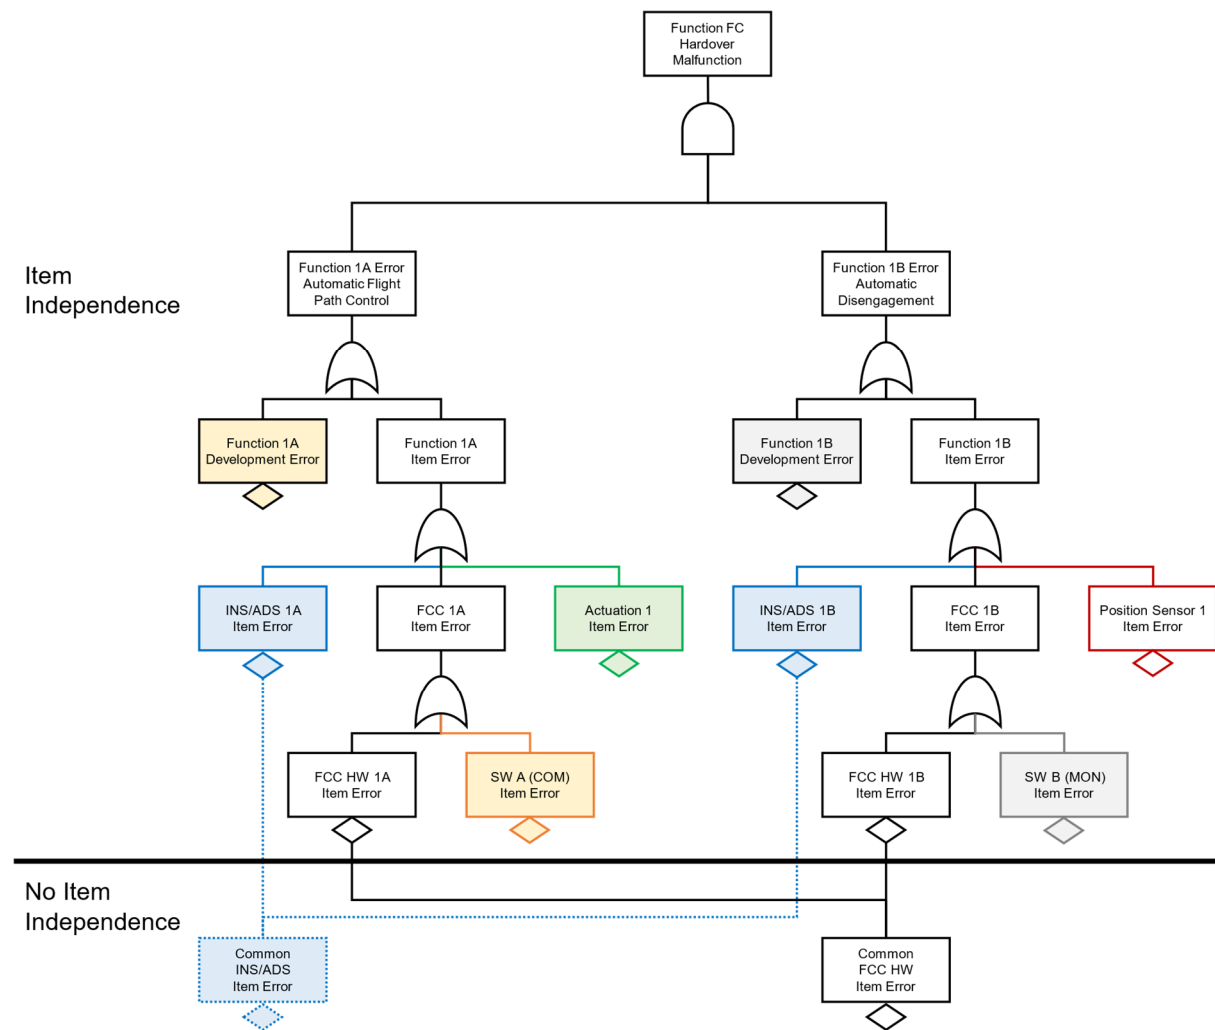 Function FC
Hardover
Malfunction
Item
Independence
Function 1A Error
Automatic Flight
Path Control
Function 1B Error
Automatic
Disengagement
Function 1A
Development Error
Function 1A
Item Error
Function 1B
Development Error
Function 1B
Item Error
INS/ADS 1A
Item Error
FCC 1A
Item Error
Actuation 1
Item Error
INS/ADS 1B
Item Error
FCC 1B
Item Error
Position Sensor 1
Item Error
FCC HW 1A
Item Error
SW A (COM)
Item Error
FCC HW 1B
Item Error
SW B (MON)
Item Error
No Item
Independence
Common
INS/ADS
Item Error
Common
FCC HW
Item Error